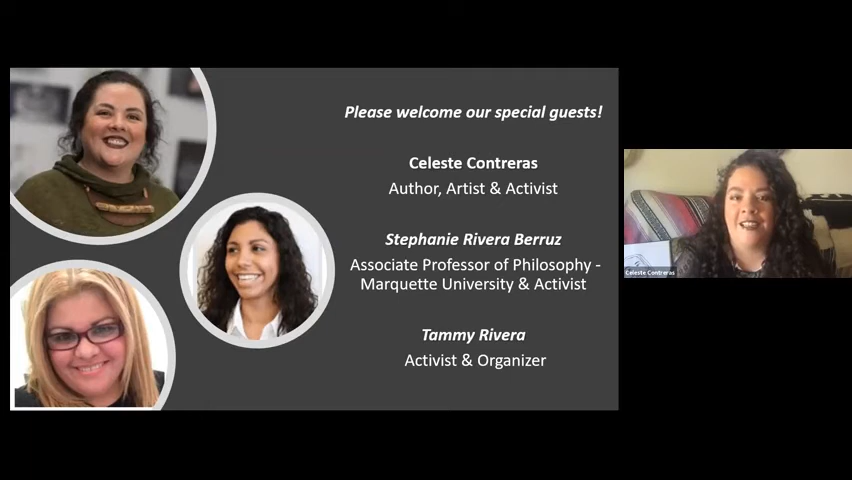 Please welcome our special guests!
Celeste Contreras
Author, Artist & Activist
Stephanie Rivera Berruz
Associate Professor of Philosophy -
Marquette University & Activist
Tammy Rivera
Activist & Organizer
Celeste Contreras